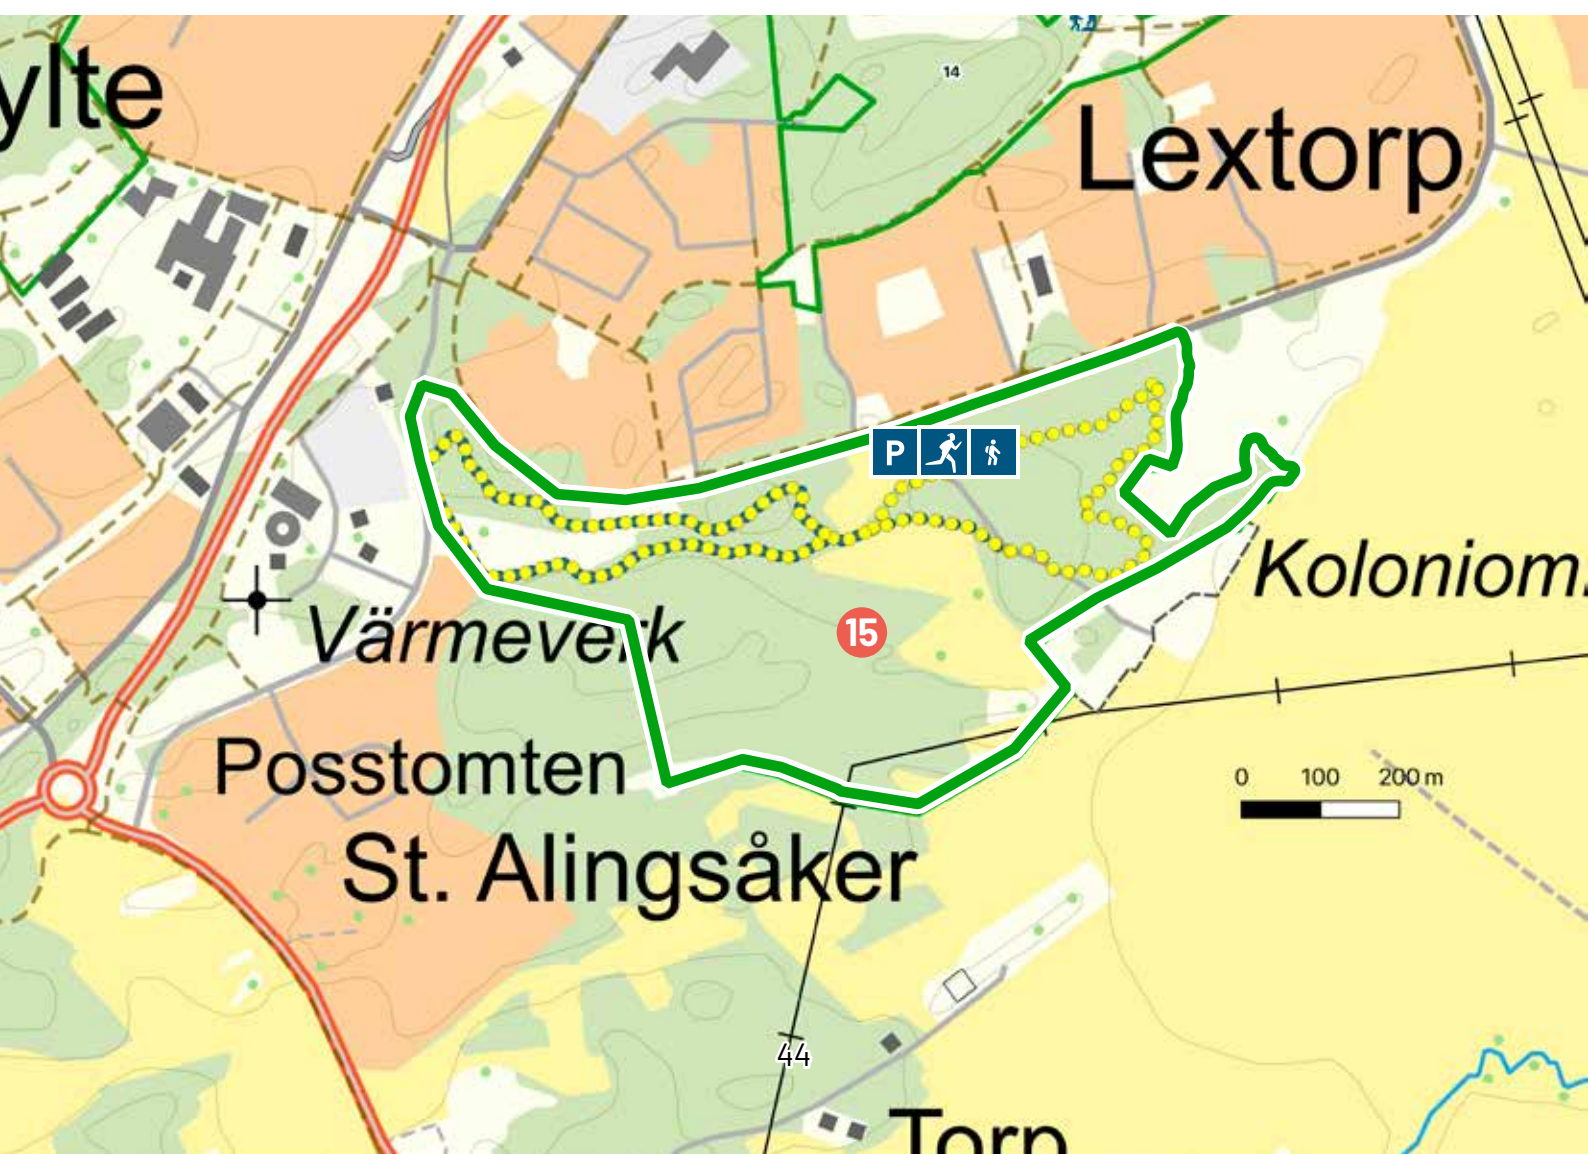 ylte
14
Lextorp
P
Koloniom
15
Värmeverk
Posstomten
0 100 200 m
St. Alingsåker
44
Torp